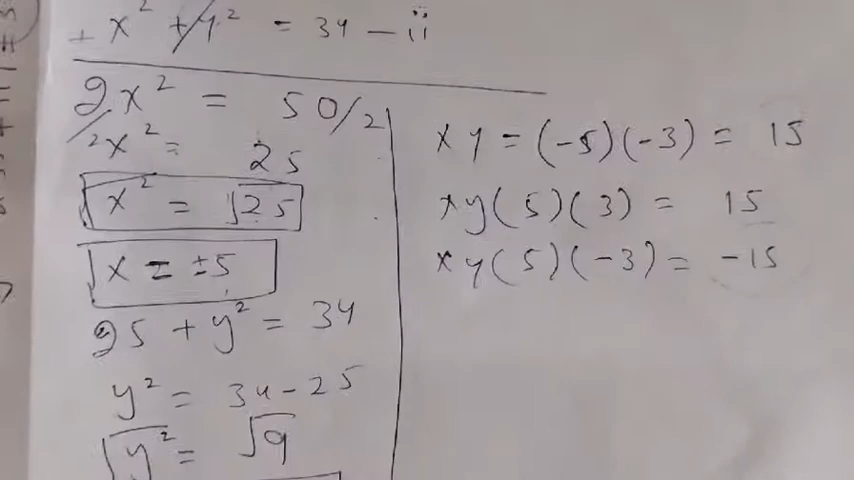 + x² + y² = 34 — ii
2x² = 50/2
/2x² = 25
x² = √25
x = ±5
25 + y² = 34
y² = 34 - 25
√y² = √9
xy = (-5)(-3) = 15
xy(5)(3) = 15
xy(5)(-3) = -15